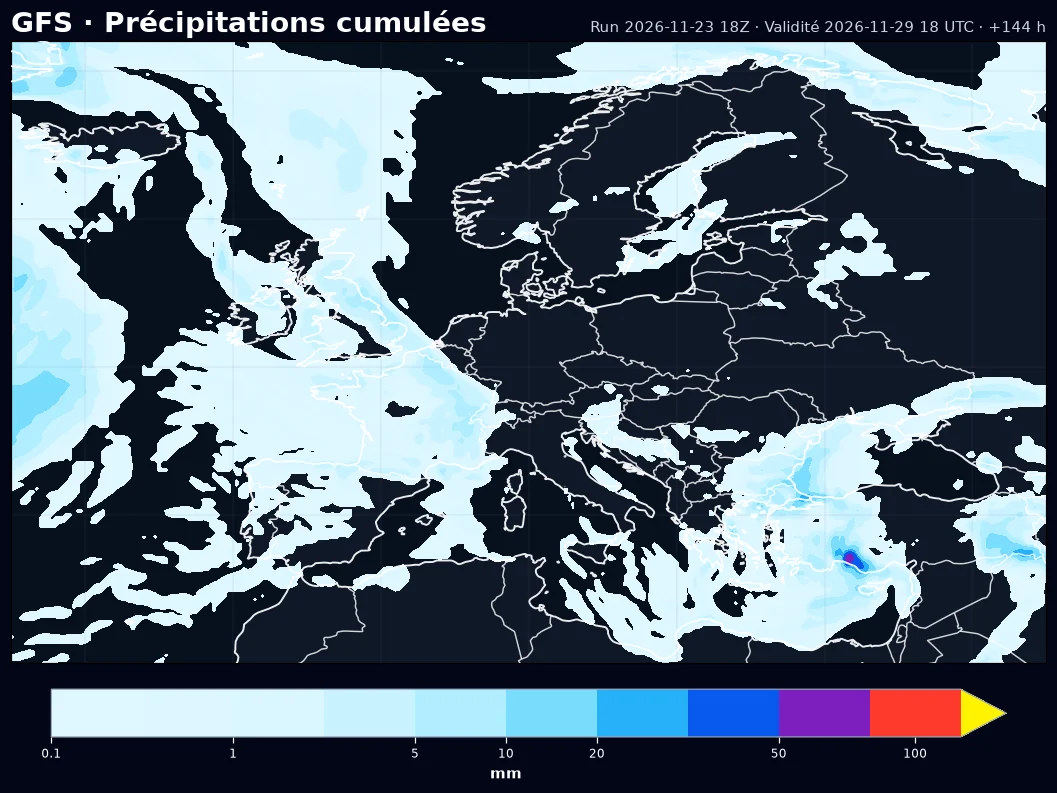 GFS · Précipitations cumulées
Run 2026-11-23 18Z · Validité 2026-11-29 18 UTC · +144 h
0.1 1 5 10 20 50 100
mm